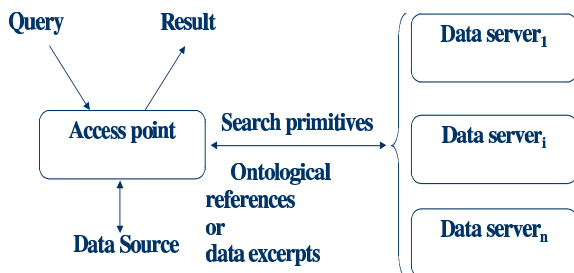 Query
Result
Access point
Data Source
Search primitives
Ontological
references
or
data excerpts
Data server1
Data serveri
Data servern